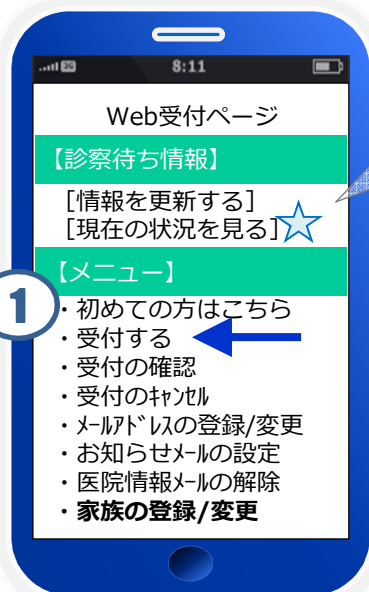 3G 8:11
Web受付ページ
【診察待ち情報】
[情報を更新する]
[現在の状況を見る]
【メニュー】
1
・初めての方はこちら
・受付する
・受付の確認
・受付のｷｬﾝｾﾙ
・ﾒｰﾙｱﾄﾞﾚｽの登録/変更
・お知らせﾒｰﾙの設定
・医院情報ﾒｰﾙの解除
・家族の登録/変更